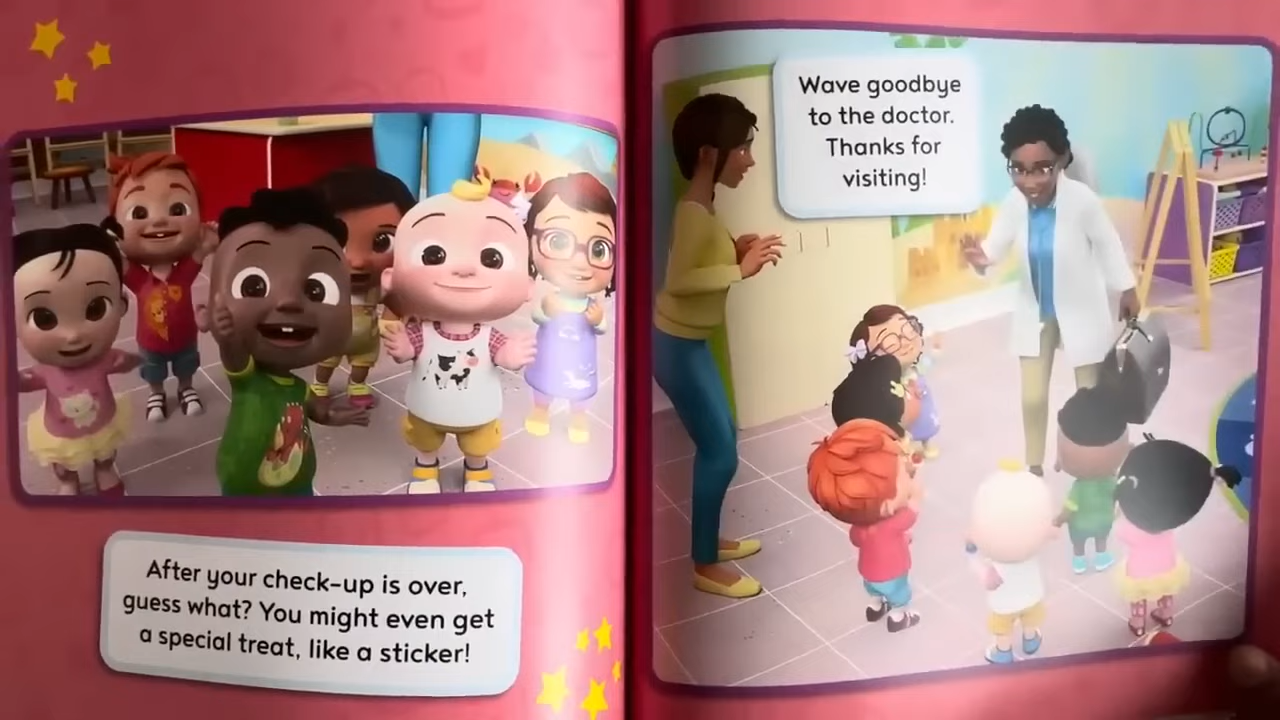 After your check-up is over,
guess what? You might even get
a special treat, like a sticker!
Wave goodbye
to the doctor.
Thanks for
visiting!